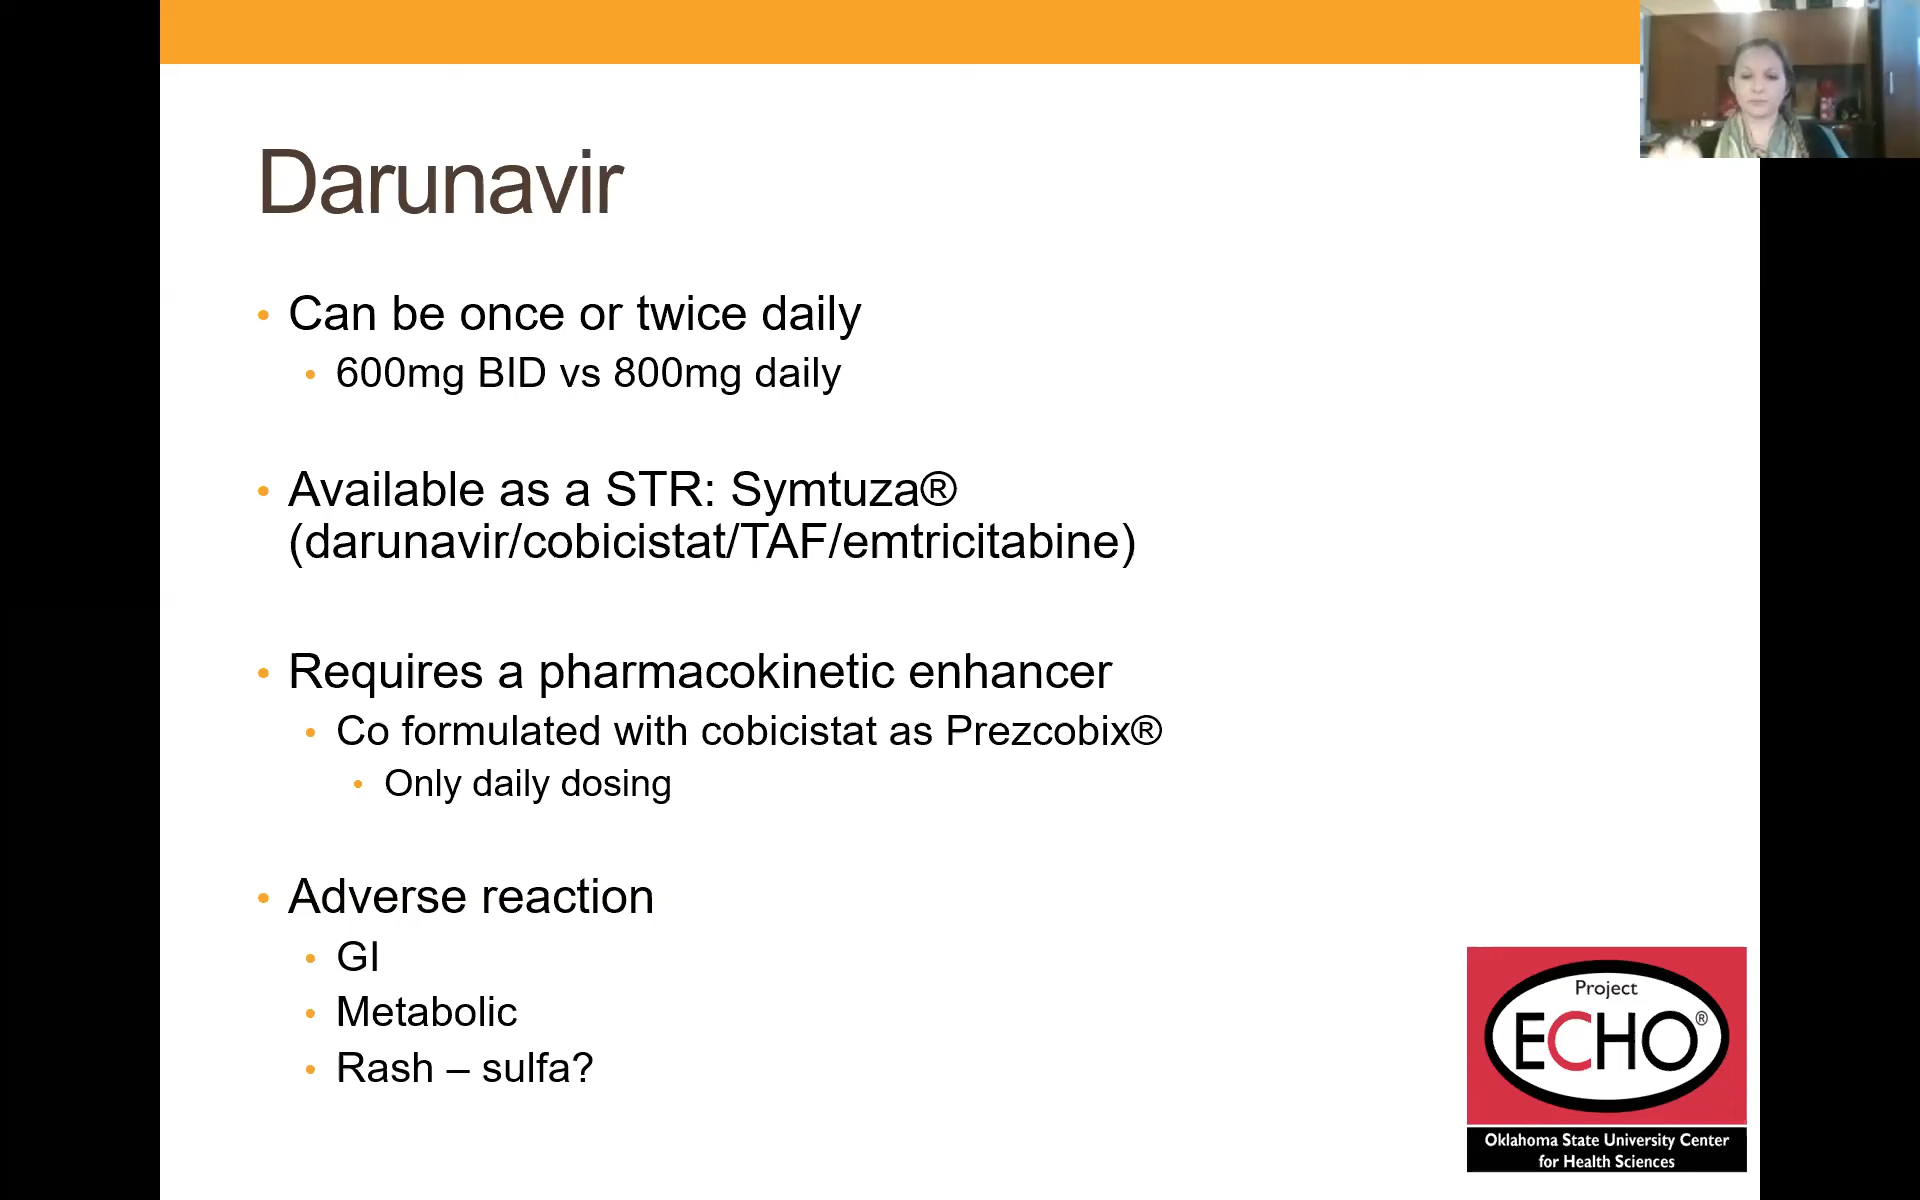 Darunavir
• Can be once or twice daily
• 600mg BID vs 800mg daily
• Available as a STR: Symtuza®
(darunavir/cobicistat/TAF/emtricitabine)
• Requires a pharmacokinetic enhancer
• Co formulated with cobicistat as Prezcobix®
• Only daily dosing
• Adverse reaction
• GI
• Metabolic
• Rash – sulfa?
Project
ECHO®
Oklahoma State University Center
for Health Sciences